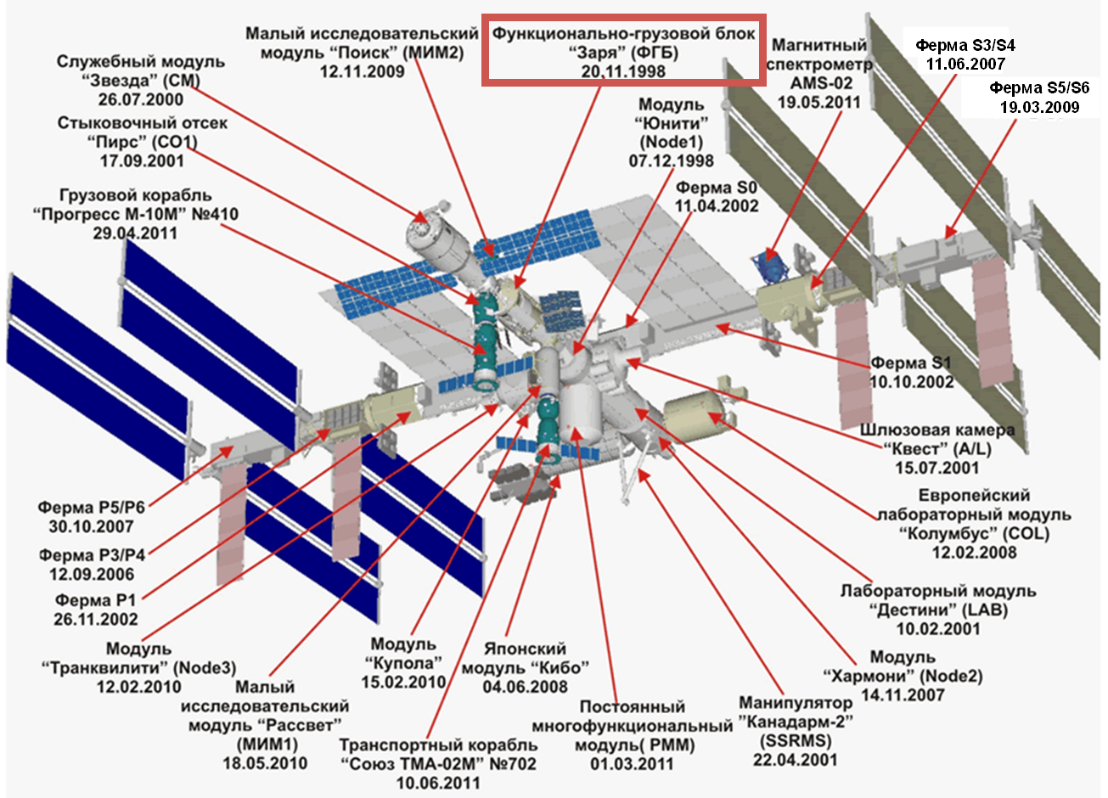 Малый исследовательский
модуль “Поиск” (МИМ2)
12.11.2009
Функционально-грузовой блок
“Заря” (ФГБ)
20.11.1998
Магнитный
спектрометр
AMS-02
19.05.2011
Ферма S3/S4
11.06.2007
Ферма S5/S6
19.03.2009
Служебный модуль
“Звезда” (СМ)
26.07.2000
Модуль
“Юнити”
(Node1)
07.12.1998
Стыковочный отсек
“Пирс” (СО1)
17.09.2001
Ферма S0
11.04.2002
Грузовой корабль
“Прогресс М-10М” №410
29.04.2011
Ферма S1
10.10.2002
Шлюзовая камера
“Квест” (A/L)
15.07.2001
Европейский
лабораторный модуль
“Колумбус” (COL)
12.02.2008
Ферма P5/P6
30.10.2007
Ферма P3/P4
12.09.2006
Ферма P1
26.11.2002
Лабораторный модуль
“Дестини” (LAB)
10.02.2001
Модуль
“Транквилити” (Node3)
12.02.2010
Модуль
“Купола”
15.02.2010
Японский
модуль “Кибо”
04.06.2008
Модуль
“Хармони” (Node2)
14.11.2007
Малый
исследовательский
модуль “Рассвет”
(МИМ1)
18.05.2010
Постоянный
многофункциональный
модуль( РММ)
01.03.2011
Манипулятор
”Канадарм-2”
(SSRMS)
22.04.2001
Транспортный корабль
“Союз ТМА-02М” №702
10.06.2011